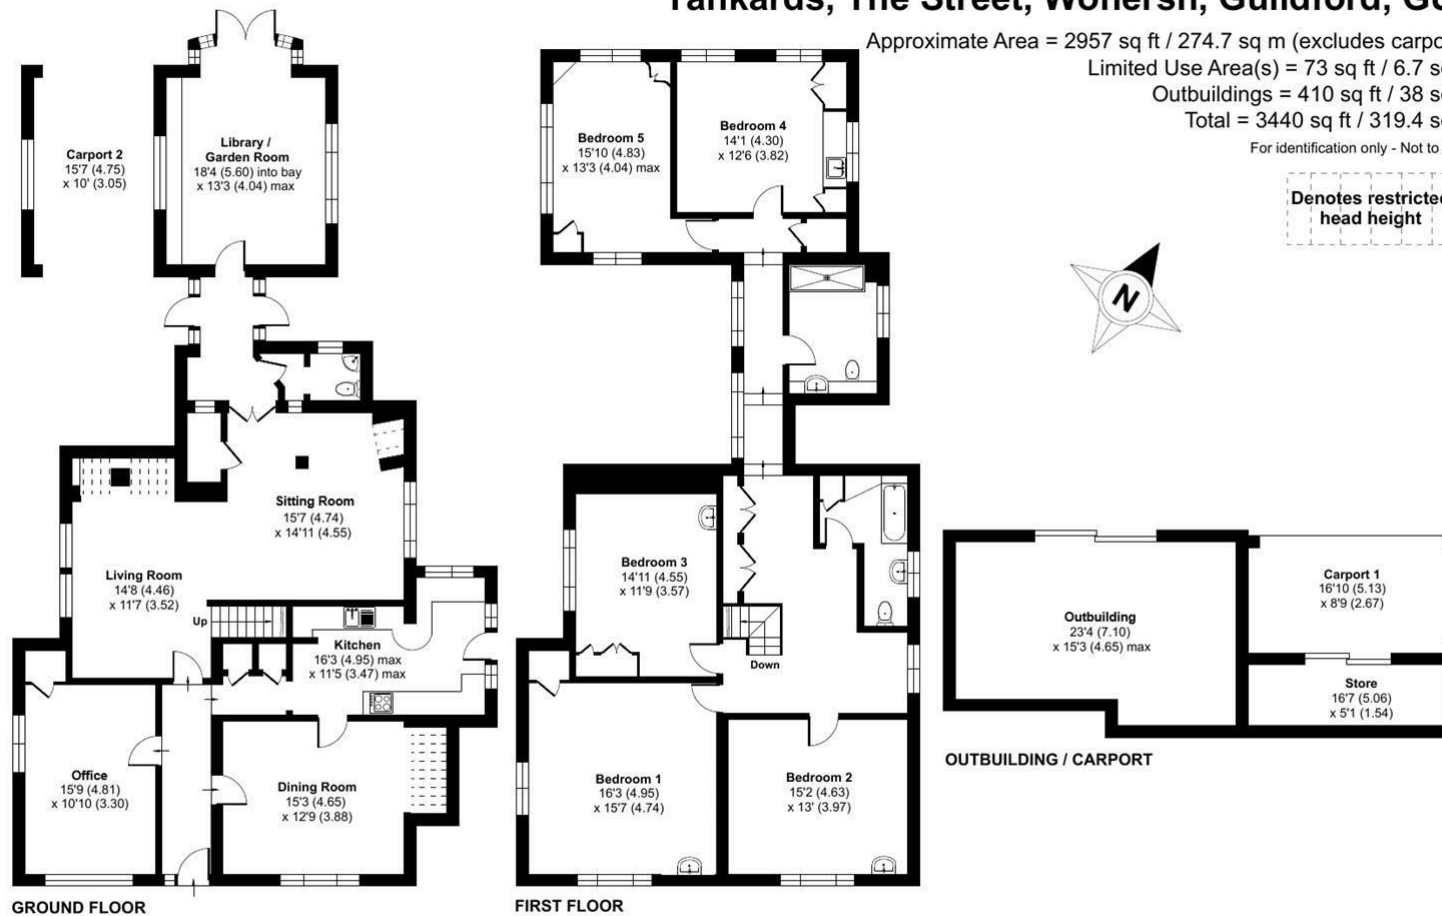 Tankards, The Street, Wonersh, Guildford,
Approximate Area = 2957 sq ft / 274.7 sq m (excludes
Limited Use Area(s) = 73 sq ft / 6.7
Outbuildings = 410 sq ft / 38
Total = 3440 sq ft / 319.4
For identification only - Not to
Denotes restricted
head height
N
Carport 2
15'7 (4.75)
x 10' (3.05)
Library /
Garden Room
18'4 (5.60) into bay
x 13'3 (4.04) max
Sitting Room
15'7 (4.74)
x 14'11 (4.55)
Living Room
14'8 (4.46)
x 11'7 (3.52)
Up
Kitchen
16'3 (4.95) max
x 11'5 (3.47) max
Office
15'9 (4.81)
x 10'10 (3.30)
Dining Room
15'3 (4.65)
x 12'9 (3.88)
GROUND FLOOR
Bedroom 5
15'10 (4.83)
x 13'3 (4.04) max
Bedroom 4
14'1 (4.30)
x 12'6 (3.82)
Bedroom 3
14'11 (4.55)
x 11'9 (3.57)
Down
Bedroom 1
16'3 (4.95)
x 15'7 (4.74)
Bedroom 2
15'2 (4.63)
x 13' (3.97)
FIRST FLOOR
Outbuilding
23'4 (7.10)
x 15'3 (4.65) max
Carport 1
16'10 (5.13)
x 8'9 (2.67)
Store
16'7 (5.06)
x 5'1 (1.54)
OUTBUILDING / CARPORT